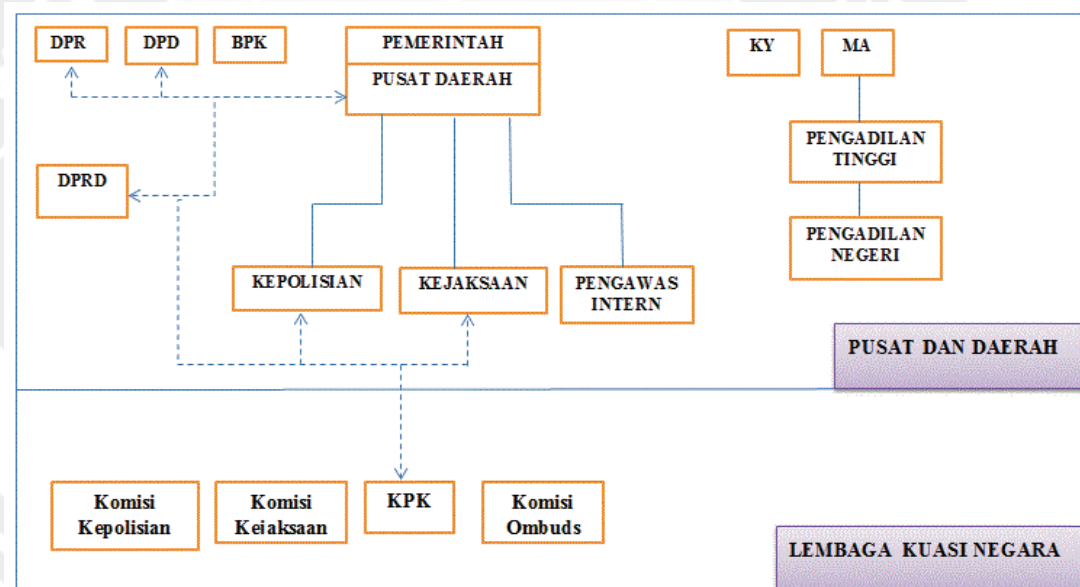 DPR
DPD
BPK
PEMERINTAH
PUSAT DAERAH
KY
MA
PENGADILAN
TINGGI
DPRD
PENGADILAN
NEGERI
KEPOLISIAN
KEJAKSAAN
PENGAWAS
INTERN
PUSAT DAN DAERAH
Komisi
Kepolisian
Komisi
Keiaksaan
KPK
Komisi
Ombuds
LEMBAGA KUASI NEGARA